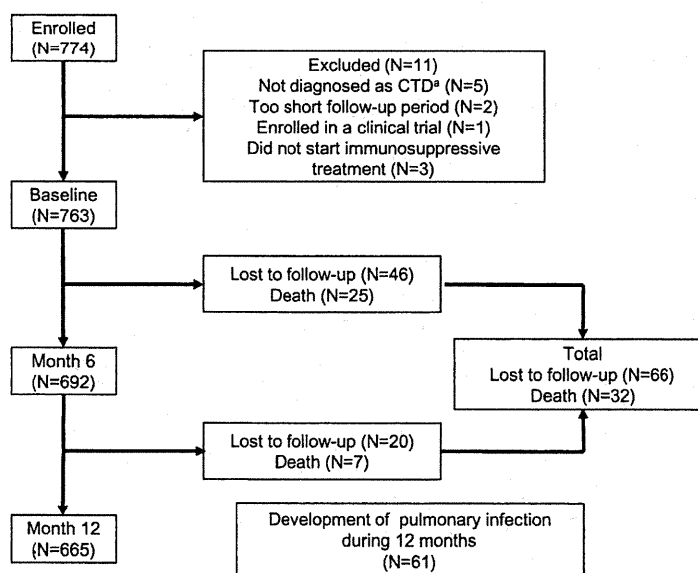 Enrolled
(N=774)
Excluded (N=11)
Not diagnosed as CTDª (N=5)
Too short follow-up period (N=2)
Enrolled in a clinical trial (N=1)
Did not start immunosuppressive
treatment (N=3)
Baseline
(N=763)
Lost to follow-up (N=46)
Death (N=25)
Month 6
(N=692)
Total
Lost to follow-up (N=66)
Death (N=32)
Lost to follow-up (N=20)
Death (N=7)
Month 12
(N=665)
Development of pulmonary infection
during 12 months
(N=61)